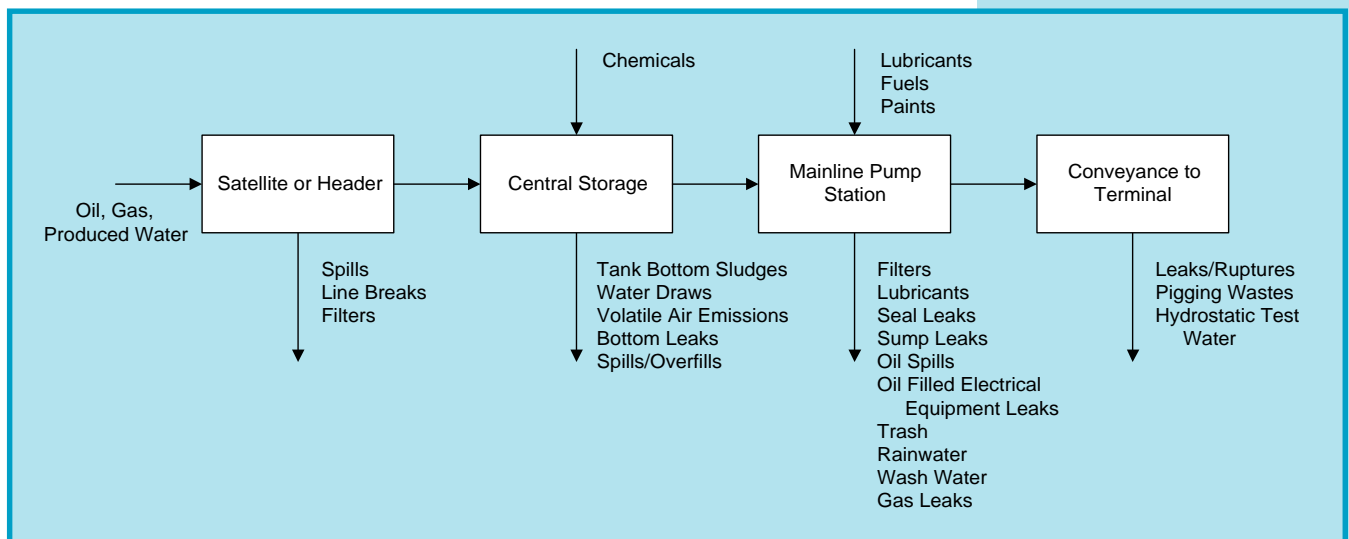 Chemicals
Lubricants
Fuels
Paints
Oil, Gas,
Produced Water
Satellite or Header
Central Storage
Mainline Pump
Station
Conveyance to
Terminal
Spills
Line Breaks
Filters
Tank Bottom Sludges
Water Draws
Volatile Air Emissions
Bottom Leaks
Spills/Overfills
Filters
Lubricants
Seal Leaks
Sump Leaks
Oil Spills
Oil Filled Electrical
Equipment Leaks
Trash
Rainwater
Wash Water
Gas Leaks
Leaks/Ruptures
Pigging Wastes
Hydrostatic Test
Water